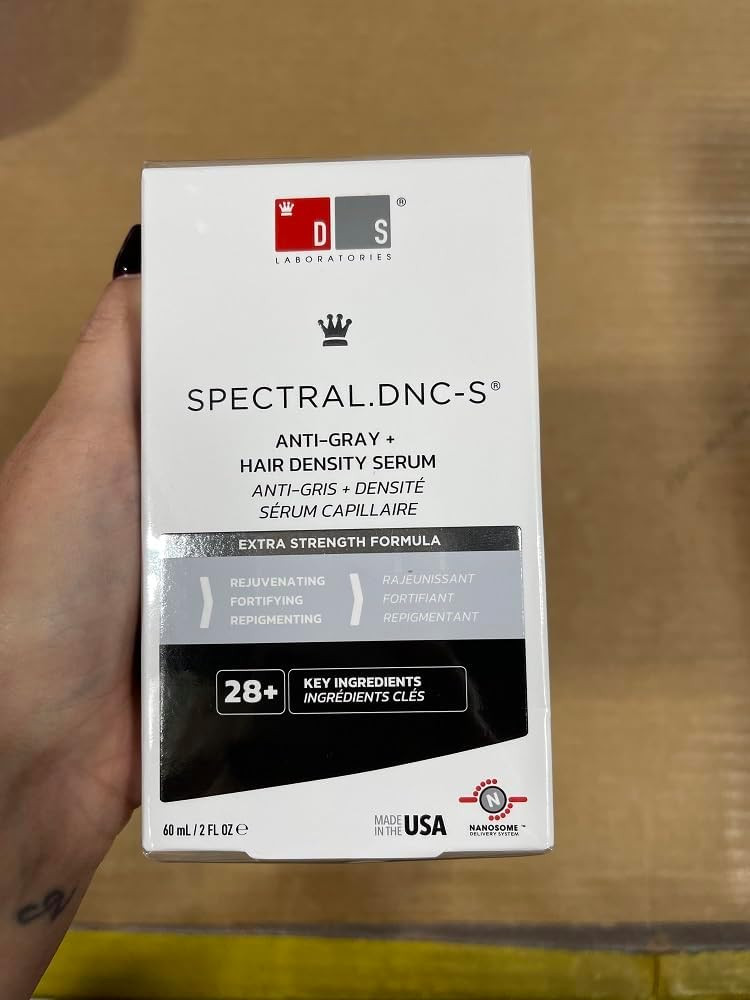 D S ®
LABORATORIES
SPECTRAL.DNC-S®
ANTI-GRAY +
HAIR DENSITY SERUM
ANTI-GRIS + DENSITÉ
SÉRUM CAPILLAIRE
EXTRA STRENGTH FORMULA
REJUVENATING
FORTIFYING
REPIGMENTING
RAJEUNISSANT
FORTIFIANT
REPIGMENTANT
28+
KEY INGREDIENTS
INGRÉDIENTS CLÉS
60 mL / 2 FL OZ ℮
MADE
IN THE USA
N
NANOSOME ™
DELIVERY SYSTEM